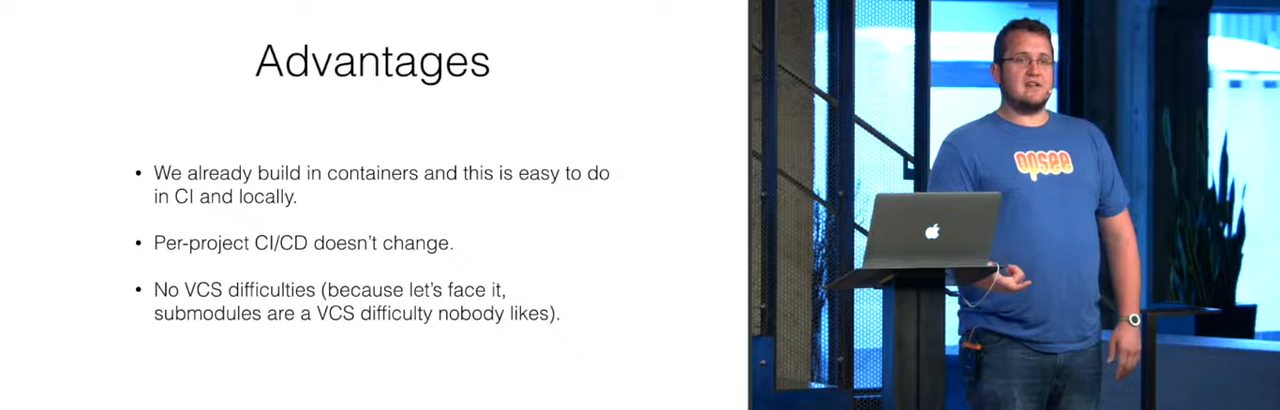 Advantages
• We already build in containers and this is easy to do
in CI and locally.
• Per-project CI/CD doesn't change.
• No VCS difficulties (because let's face it,
submodules are a VCS difficulty nobody likes).
opsee